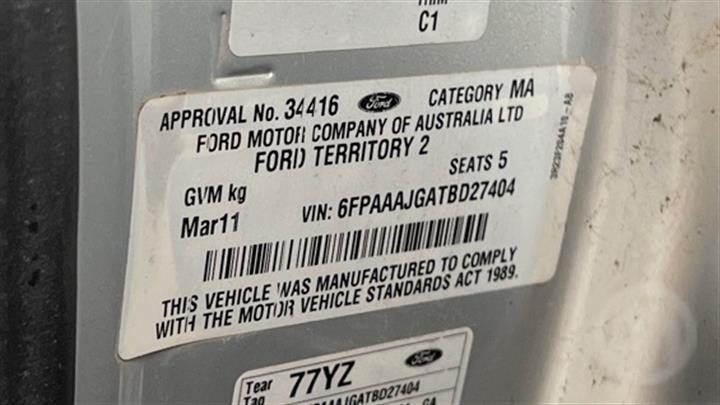 C1
APPROVAL No. 34416 Ford CATEGORY MA
FORD MOTOR COMPANY OF AUSTRALIA LTD
FORD TERRITORY 2
SEATS 5
GVM kg
Mar11 VIN: 6FPAAAJGATBD27404
THIS VEHICLE WAS MANUFACTURED TO COMPLY
WITH THE MOTOR VEHICLE STANDARDS ACT 1989.
Tear 77YZ Ford
Tag 6FPAAAJGATBD27404